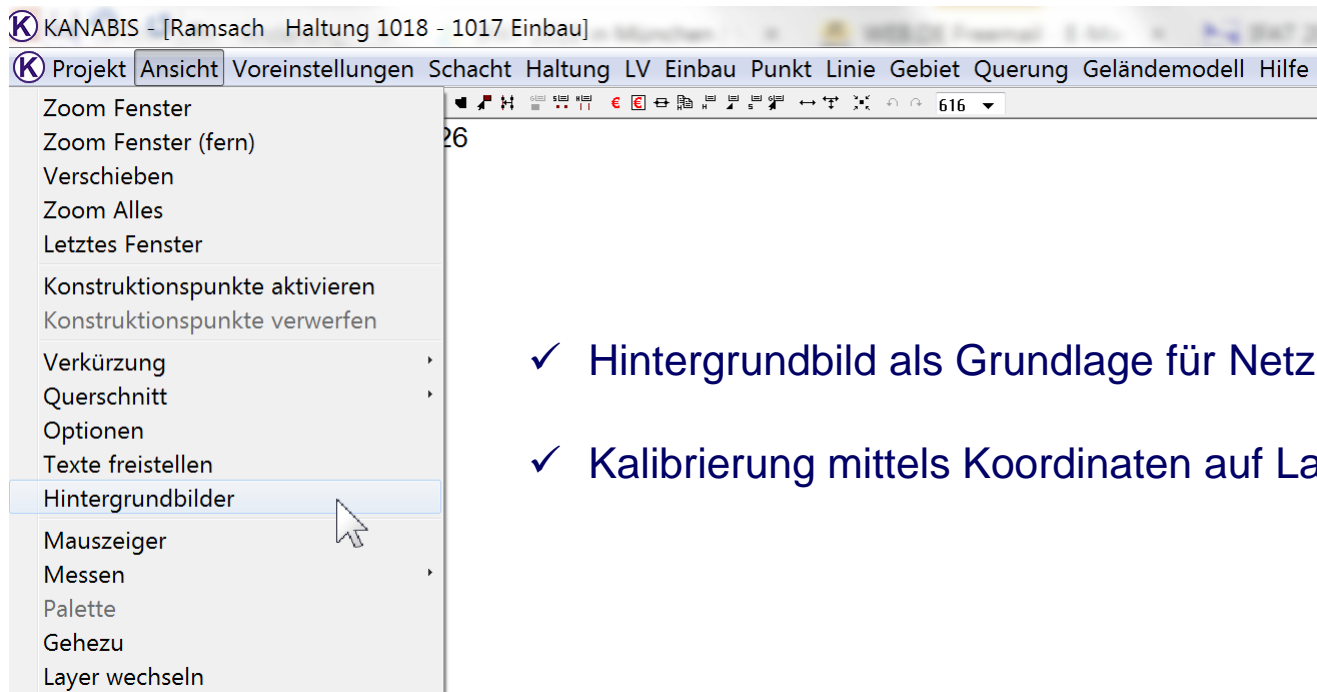 KANABIS - [Ramsach Haltung 1018 - 1017 Einbau]
Projekt Ansicht Voreinstellungen Schacht Haltung LV Einbau Punkt Linie Gebiet Querung Geländemodell Hilfe
616
26
Zoom Fenster
Zoom Fenster (fern)
Verschieben
Zoom Alles
Letztes Fenster
Konstruktionspunkte aktivieren
Konstruktionspunkte verwerfen
Verkürzung
Querschnitt
Optionen
Texte freistellen
Hintergrundbilder
Mauszeiger
Messen
Palette
Gehezu
Layer wechseln
✓ Hintergrundbild als Grundlage für Netz
✓ Kalibrierung mittels Koordinaten auf La